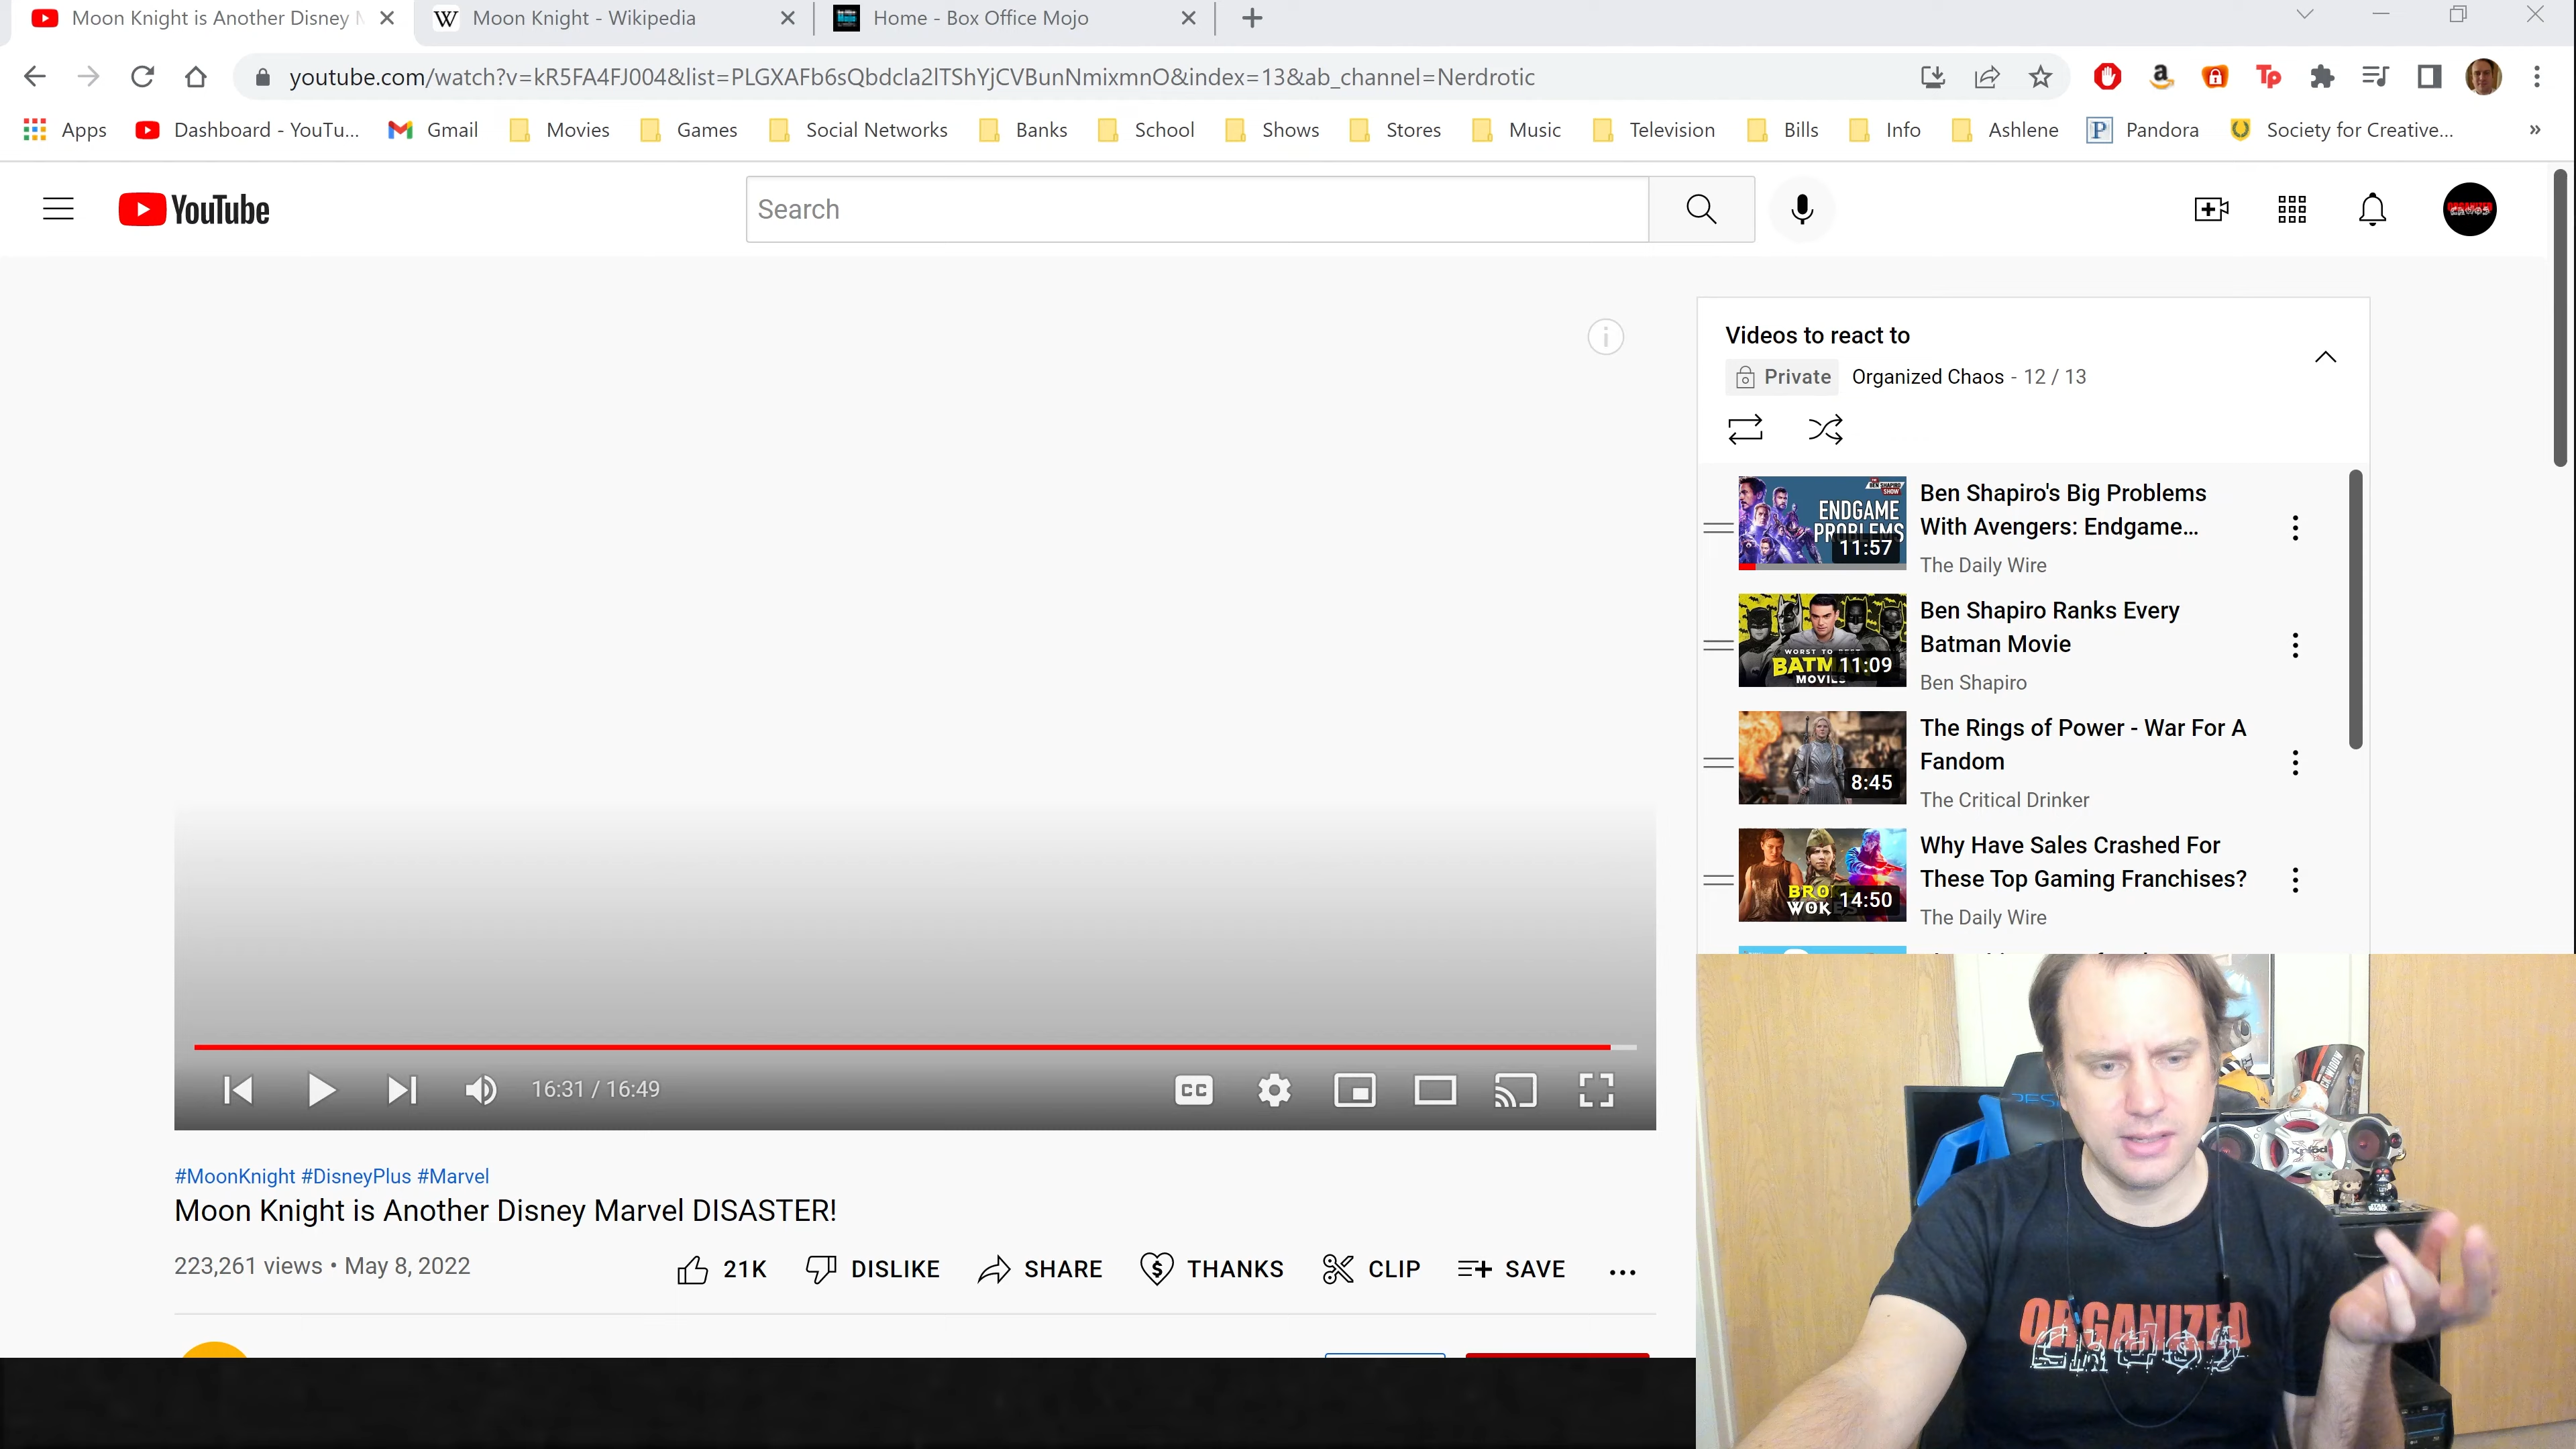 Moon Knight is Another Disney
Moon Knight - Wikipedia
Home - Box Office Mojo
youtube.com/watch?v=kR5FA4FJ004&list=PLGXAFb6sQbdcla2lTShYjCVBunNmixmnO&index=13&ab_channel=Nerdrotic
Apps
Dashboard - YouTu...
Gmail
Movies
Games
Social Networks
Banks
School
Shows
Stores
Music
Television
Bills
Info
Ashlene
Pandora
Society for Creative...
YouTube
Search
Videos to react to
Private
Organized Chaos - 12 / 13
BEN SHAPIRO SHOW
ENDGAME
PROBLEMS
11:57
Ben Shapiro's Big Problems
With Avengers: Endgame...
The Daily Wire
11:09
Ben Shapiro Ranks Every
Batman Movie
Ben Shapiro
8:45
The Rings of Power - War For A
Fandom
The Critical Drinker
14:50
Why Have Sales Crashed For
These Top Gaming Franchises?
The Daily Wire
16:31 / 16:49
CC
#MoonKnight #DisneyPlus #Marvel
Moon Knight is Another Disney Marvel DISASTER!
223,261 views • May 8, 2022
21K
DISLIKE
SHARE
THANKS
CLIP
SAVE
ORGANIZED
CHAOS